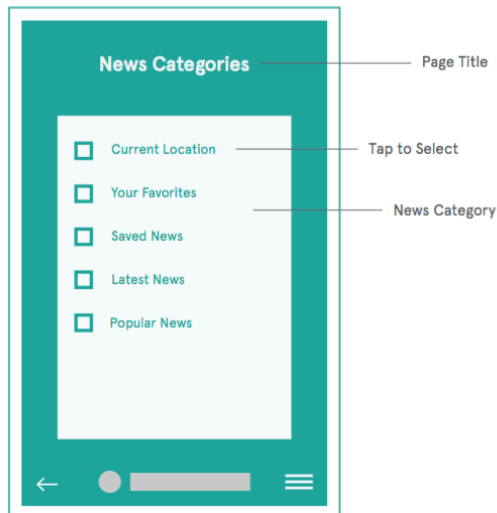 News Categories
Page Title
Current Location
Tap to Select
Your Favorites
News Category
Saved News
Latest News
Popular News